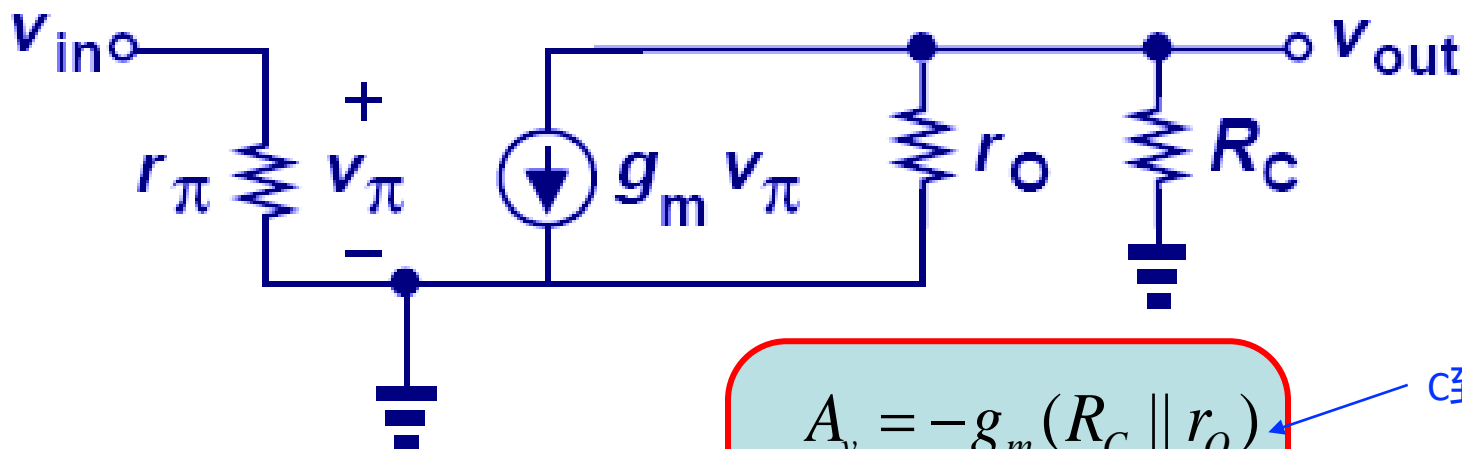 v_in
+
r_π v_π g_m v_π r_O R_C v_out
−
A_v = −g_m (R_C || r_O)
C